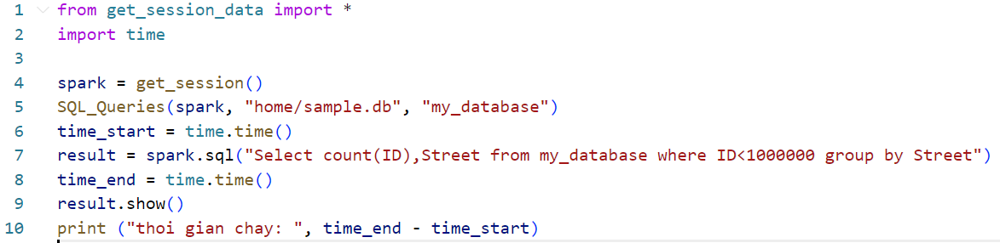 1 from get_session_data import *
2 import time
3
4 spark = get_session()
5 SQL_Queries(spark, "home/sample.db", "my_database")
6 time_start = time.time()
7 result = spark.sql("Select count(ID),Street from my_database where ID<1000000 group by Street")
8 time_end = time.time()
9 result.show()
10 print ("thoi gian chay: ", time_end - time_start)